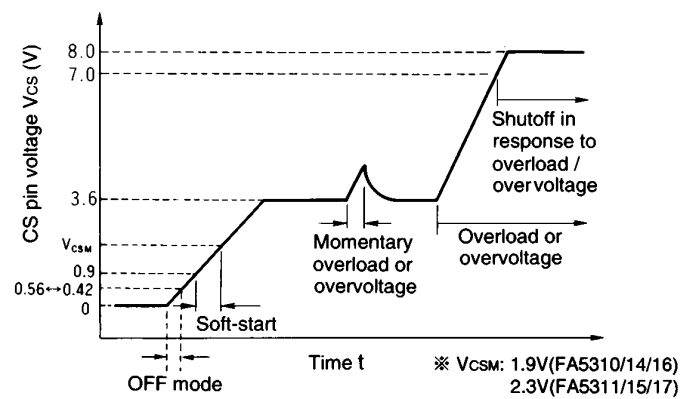 CS pin voltage Vcs (V)
8.0
7.0
3.6
VCSM
0.9
0.56↔0.42
0
Shutoff in
response to
overload /
overvoltage
Momentary
overload or
overvoltage
Overload or
overvoltage
Soft-start
OFF mode
Time t
※ VCSM: 1.9V(FA5310/14/16)
2.3V(FA5311/15/17)